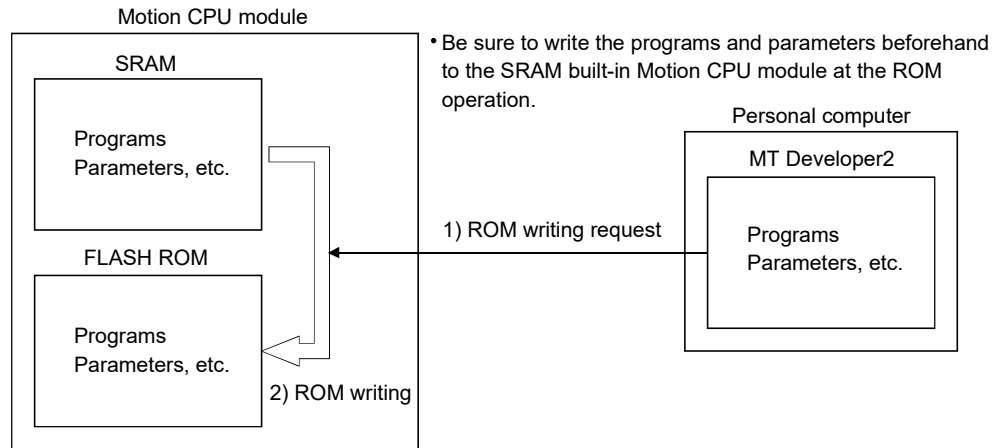 Motion CPU module
SRAM
Programs
Parameters, etc.
FLASH ROM
Programs
Parameters, etc.
2) ROM writing
• Be sure to write the programs and parameters beforehand
to the SRAM built-in Motion CPU module at the ROM
operation.
1) ROM writing request
Personal computer
MT Developer2
Programs
Parameters, etc.